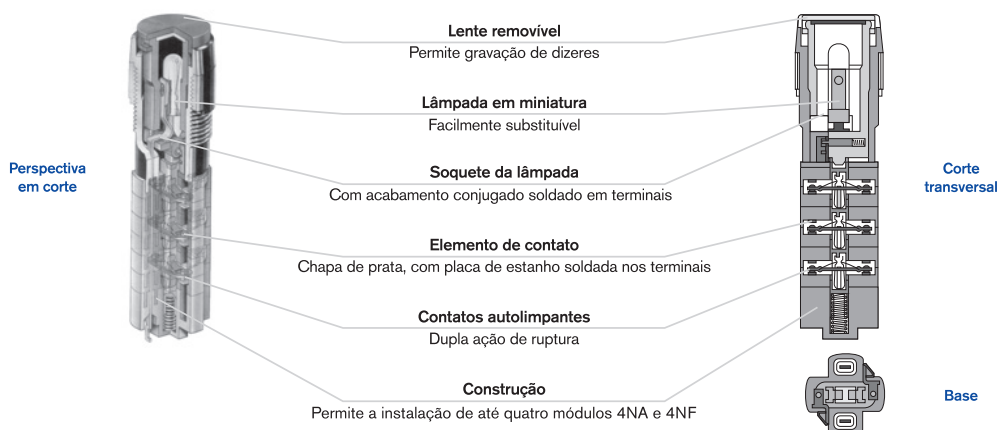 Lente removível
Permite gravação de dizeres
Lâmpada em miniatura
Facilmente substituível
Perspectiva
em corte
Soquete da lâmpada
Com acabamento conjugado soldado em terminais
Corte
transversal
Elemento de contato
Chapa de prata, com placa de estanho soldada nos terminais
Contatos autolimpantes
Dupla ação de ruptura
Construção
Permite a instalação de até quatro módulos 4NA e 4NF
Base